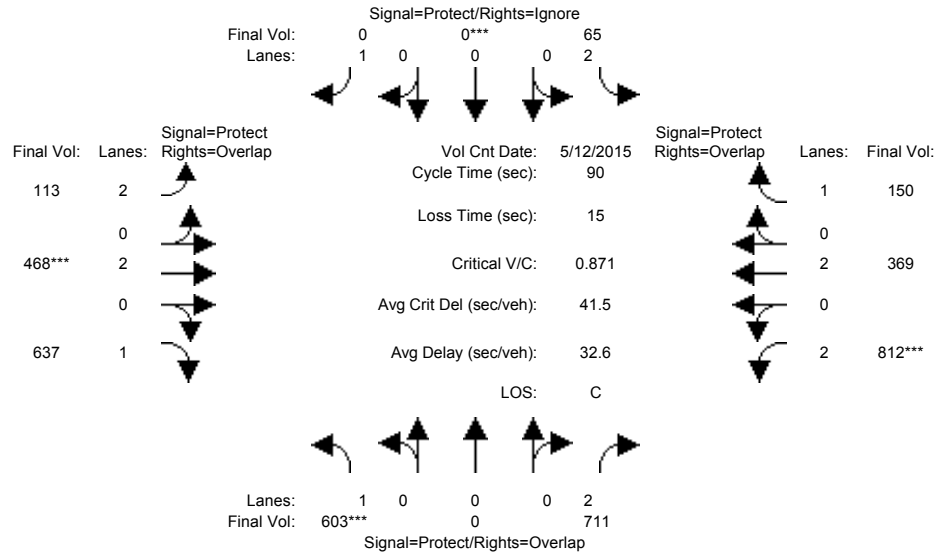 Signal=Protect/Rights=Ignore
Final Vol: 0 0*** 65
Lanes: 1 0 0 0 2
Signal=Protect
Final Vol: Lanes: Rights=Overlap
Vol Cnt Date: 5/12/2015
Signal=Protect
Rights=Overlap Lanes: Final Vol:
Cycle Time (sec): 90
113 2
1 150
Loss Time (sec): 15
0
0
468*** 2
Critical V/C: 0.871
2 369
0
Avg Crit Del (sec/veh): 41.5
0
637 1
Avg Delay (sec/veh): 32.6
2 812***
LOS: C
Lanes: 1 0 0 0 2
Final Vol: 603*** 0 711
Signal=Protect/Rights=Overlap